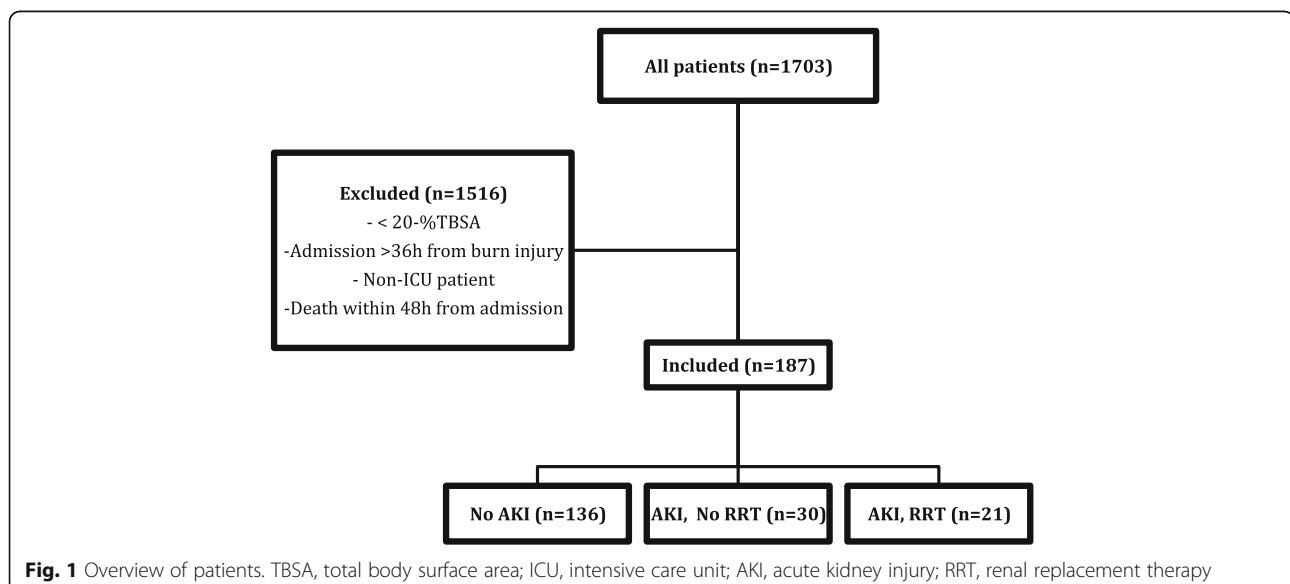 All patients (n=1703)
Excluded (n=1516)
- < 20-%TBSA
-Admission >36h from burn injury
- Non-ICU patient
-Death within 48h from admission
Included (n=187)
No AKI (n=136)
AKI, No RRT (n=30)
AKI, RRT (n=21)
Fig. 1 Overview of patients. TBSA, total body surface area; ICU, intensive care unit; AKI, acute kidney injury; RRT, renal replacement therapy